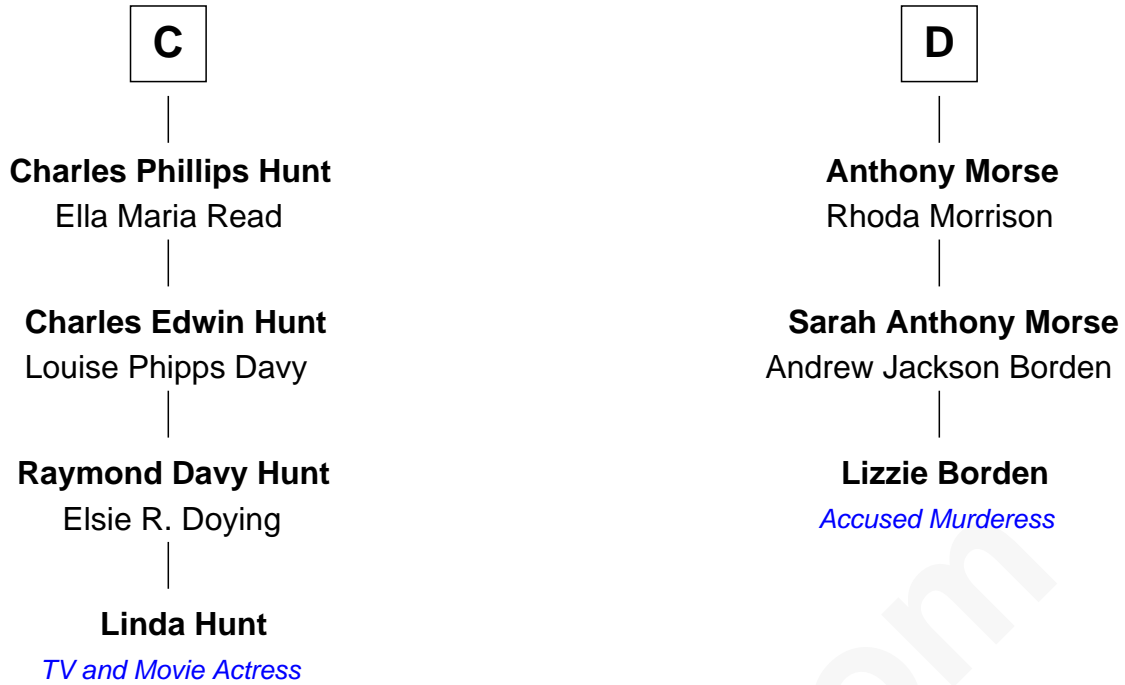 C
Charles Phillips Hunt
Ella Maria Read
Charles Edwin Hunt
Louise Phipps Davy
Raymond Davy Hunt
Elsie R. Doying
Linda Hunt
TV and Movie Actress
D
Anthony Morse
Rhoda Morrison
Sarah Anthony Morse
Andrew Jackson Borden
Lizzie Borden
Accused Murderess
om